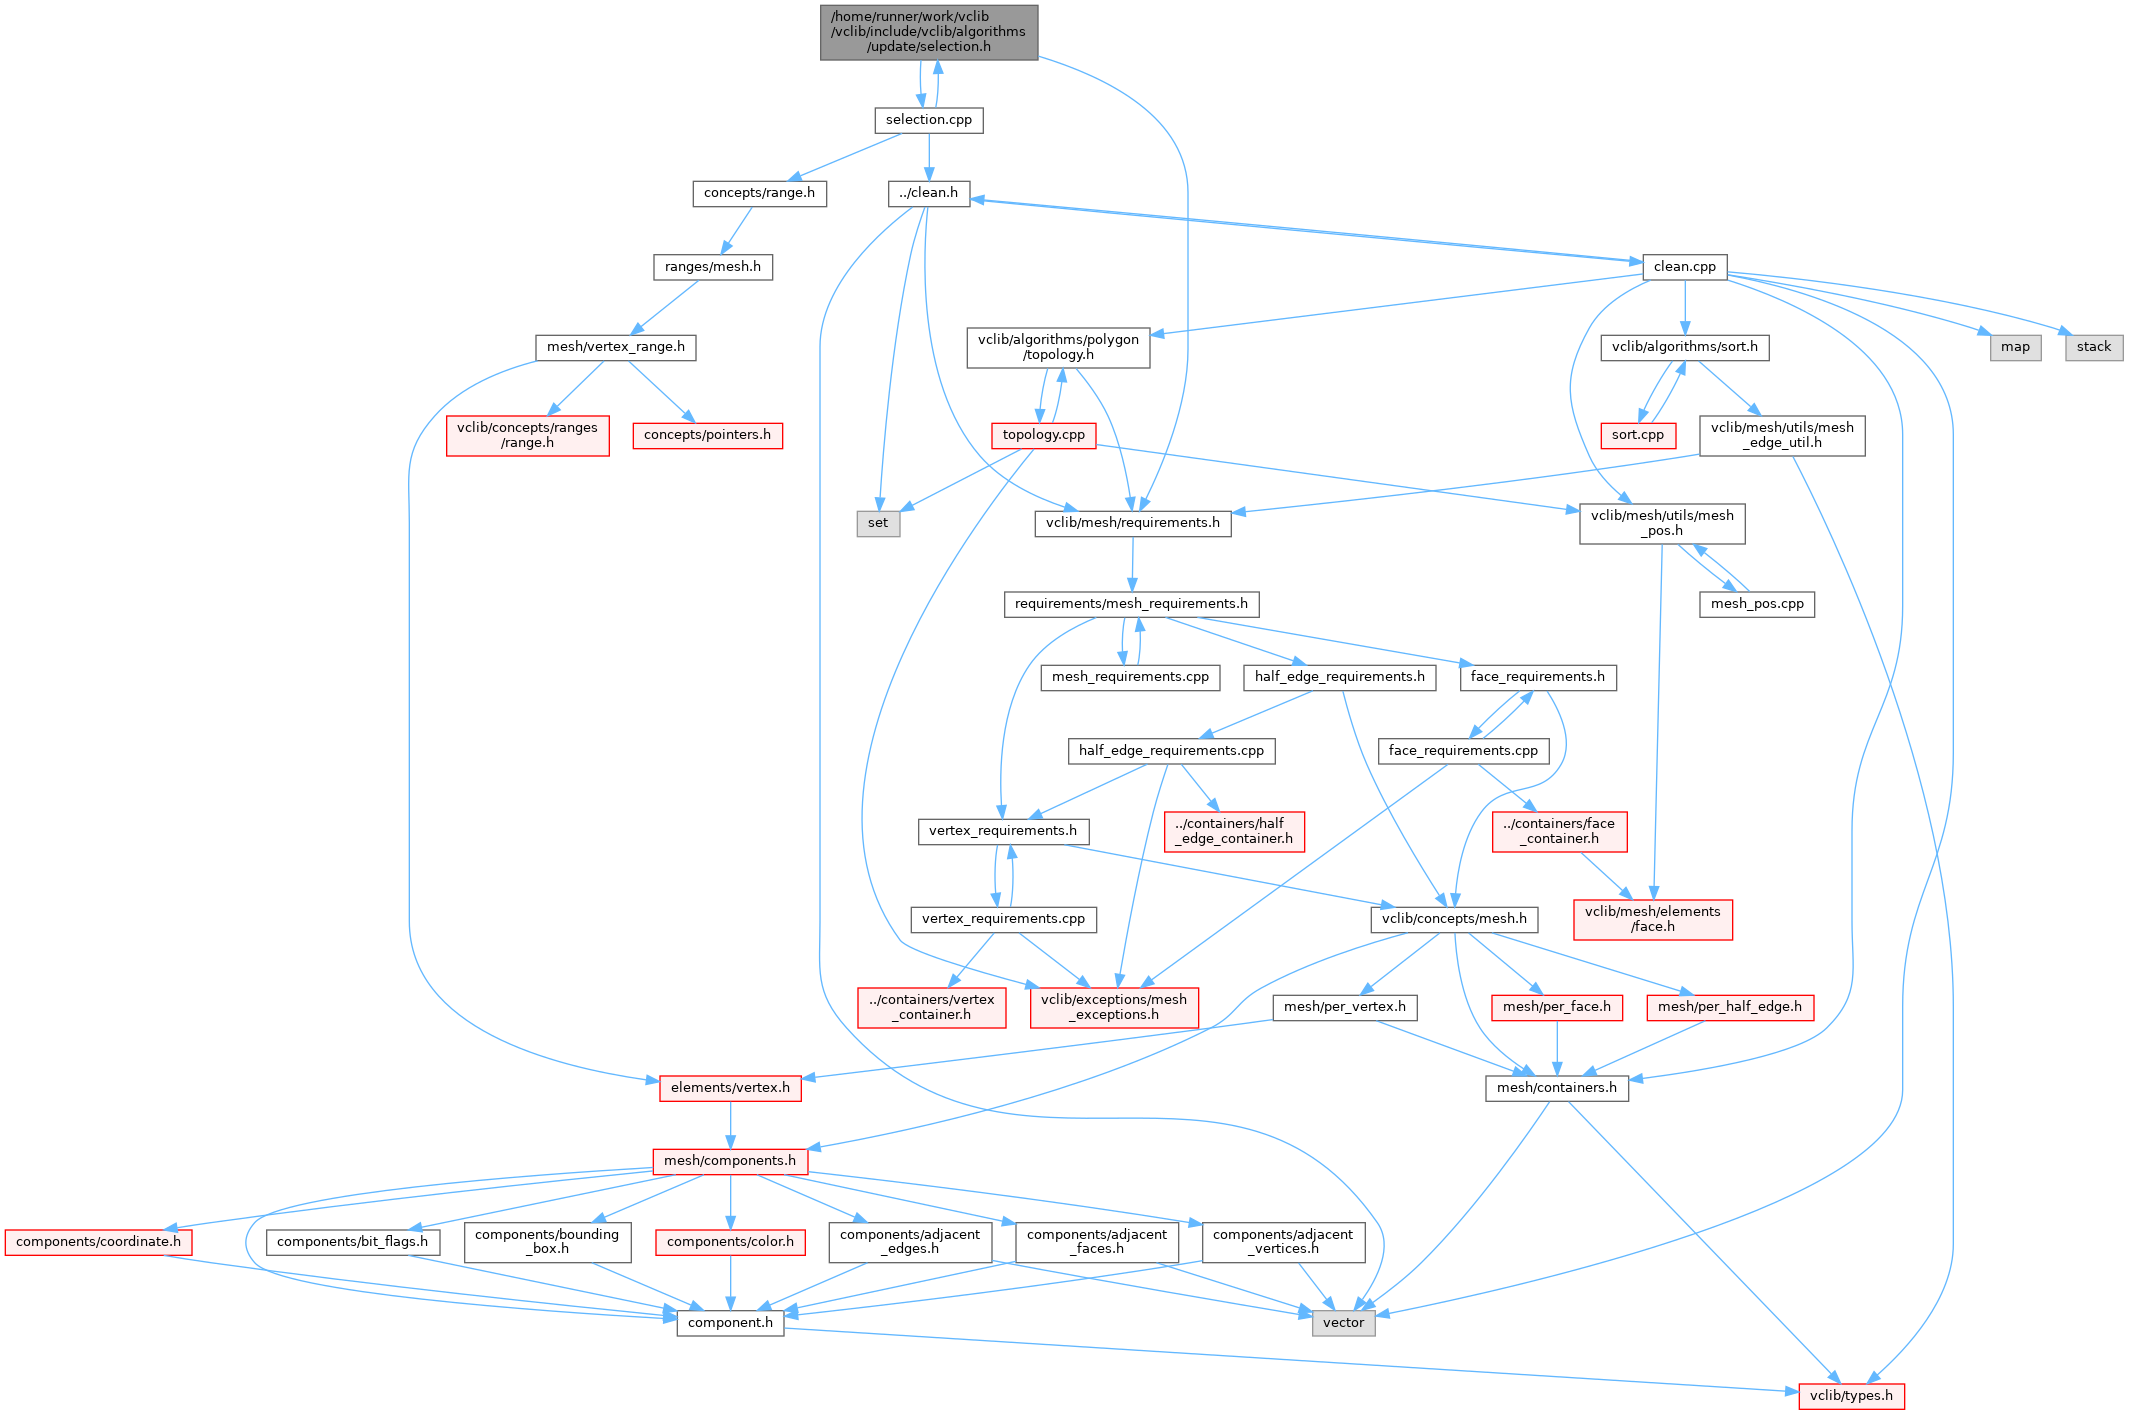 /home/runner/work/vclib
/vclib/include/vclib/algorithms
/update/selection.h
selection.cpp
concepts/range.h
../clean.h
ranges/mesh.h
clean.cpp
mesh/vertex_range.h
vclib/algorithms/polygon
/topology.h
vclib/algorithms/sort.h
map
stack
vclib/concepts/ranges
/range.h
concepts/pointers.h
topology.cpp
sort.cpp
vclib/mesh/utils/mesh
_edge_util.h
set
vclib/mesh/requirements.h
vclib/mesh/utils/mesh
_pos.h
requirements/mesh_requirements.h
mesh_pos.cpp
mesh_requirements.cpp
half_edge_requirements.h
face_requirements.h
half_edge_requirements.cpp
face_requirements.cpp
vertex_requirements.h
../containers/half
_edge_container.h
../containers/face
_container.h
vertex_requirements.cpp
vclib/concepts/mesh.h
vclib/mesh/elements
/face.h
../containers/vertex
_container.h
vclib/exceptions/mesh
_exceptions.h
mesh/per_vertex.h
mesh/per_face.h
mesh/per_half_edge.h
elements/vertex.h
mesh/containers.h
mesh/components.h
components/coordinate.h
components/bit_flags.h
components/bounding
_box.h
components/color.h
components/adjacent
_edges.h
components/adjacent
_faces.h
components/adjacent
_vertices.h
component.h
vector
vclib/types.h